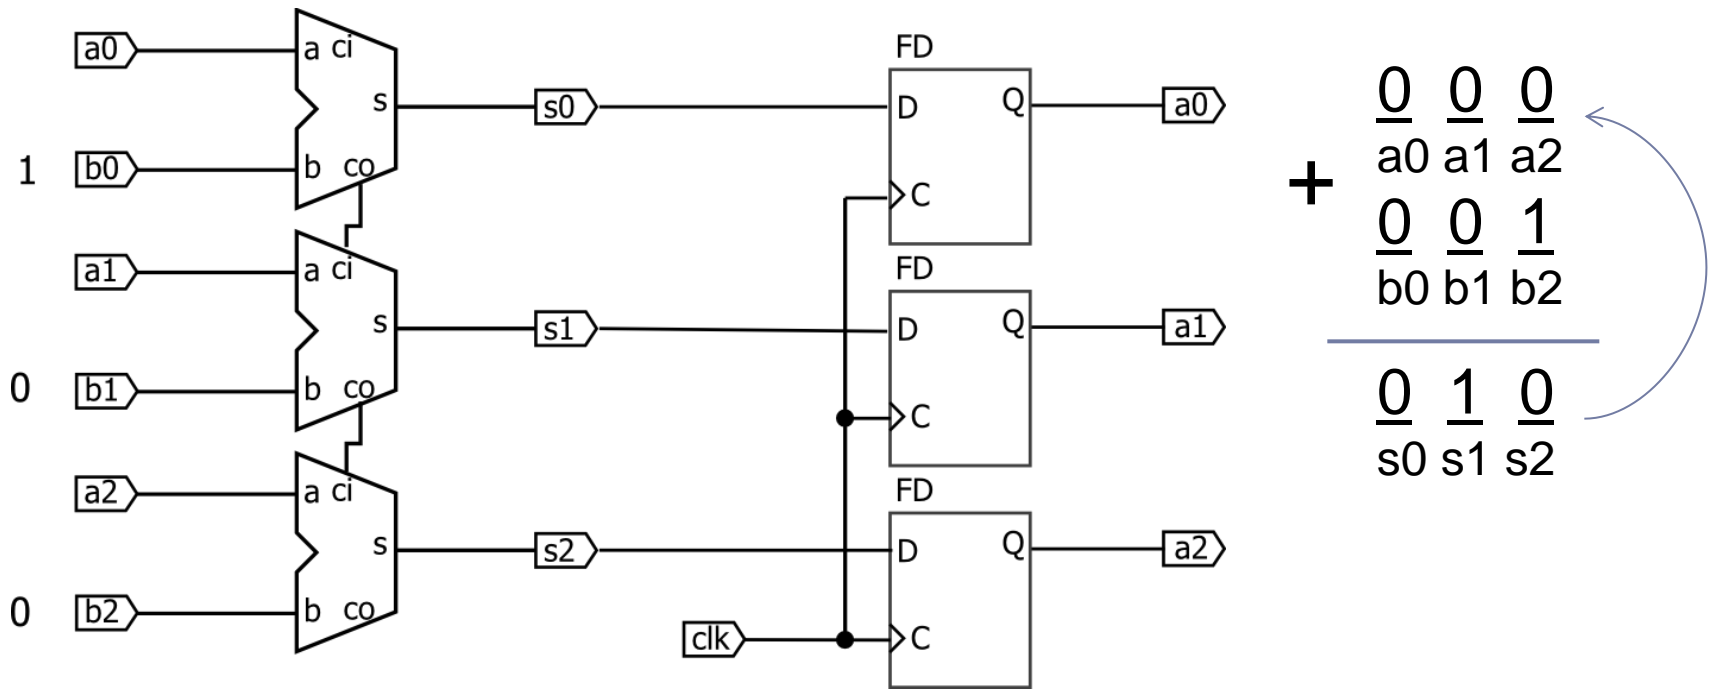 a0
a ci
s
1 b0
b co
a1
a ci
s
0 b1
b co
a2
a ci
s
0 b2
b co
s0
s1
s2
clk
FD
D Q
C
FD
D Q
C
FD
D Q
C
a0
a1
a2
0 0 0
a0 a1 a2
+
0 0 1
b0 b1 b2
0 1 0
s0 s1 s2